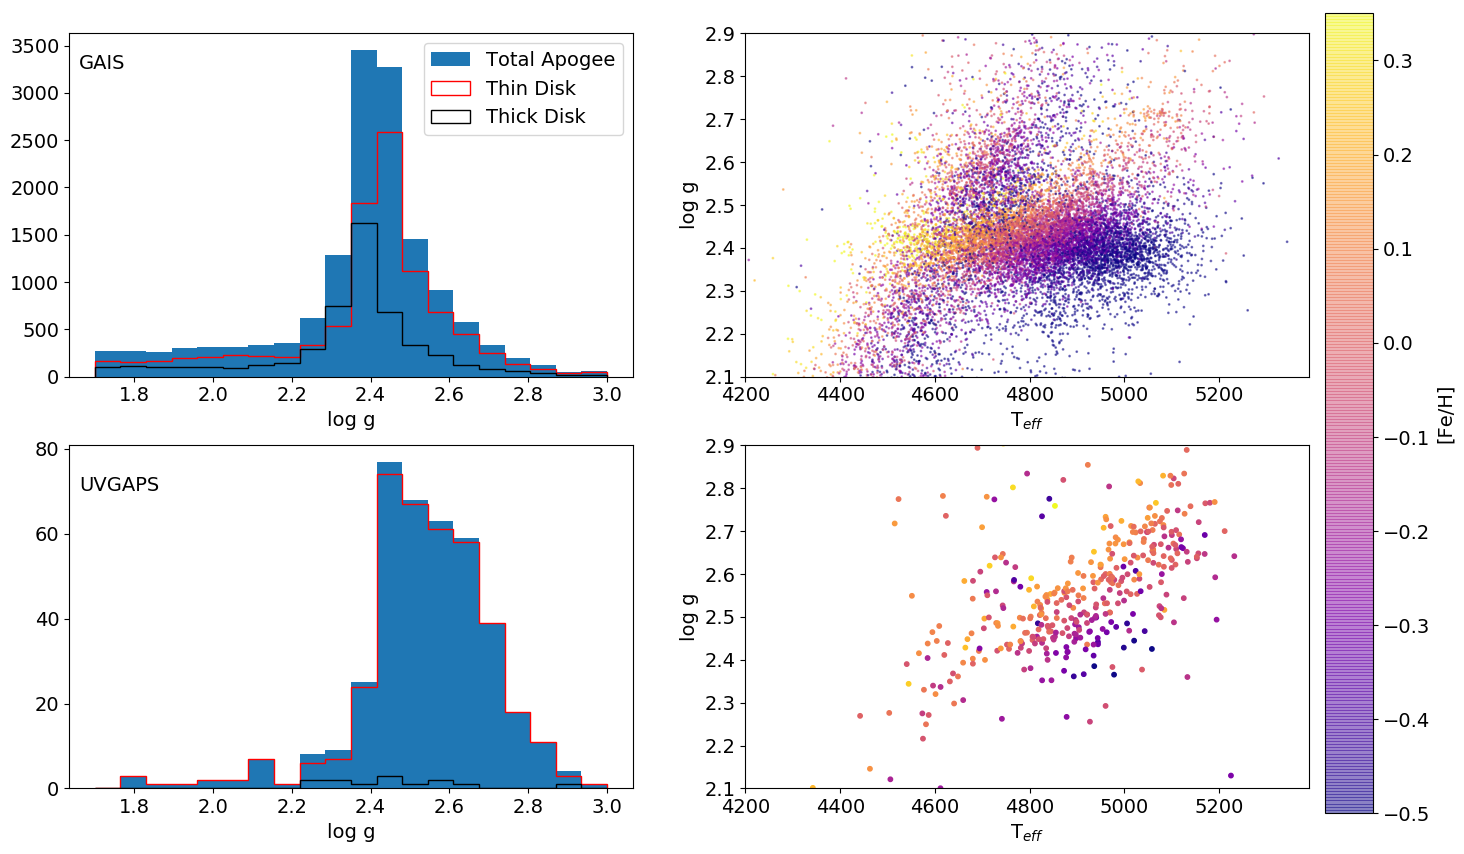 GAIS
Total Apogee
Thin Disk
Thick Disk
3500
3000
2500
2000
1500
1000
500
0
1.8 2.0 2.2 2.4 2.6 2.8 3.0
log g
2.9
2.8
2.7
2.6
2.5
2.4
2.3
2.2
2.1
log g
4200 4400 4600 4800 5000 5200
T_eff
UVGAPS
80
60
40
20
0
1.8 2.0 2.2 2.4 2.6 2.8 3.0
log g
2.9
2.8
2.7
2.6
2.5
2.4
2.3
2.2
2.1
log g
4200 4400 4600 4800 5000 5200
T_eff
0.3
0.2
0.1
0.0
−0.1
−0.2
−0.3
−0.4
−0.5
[Fe/H]